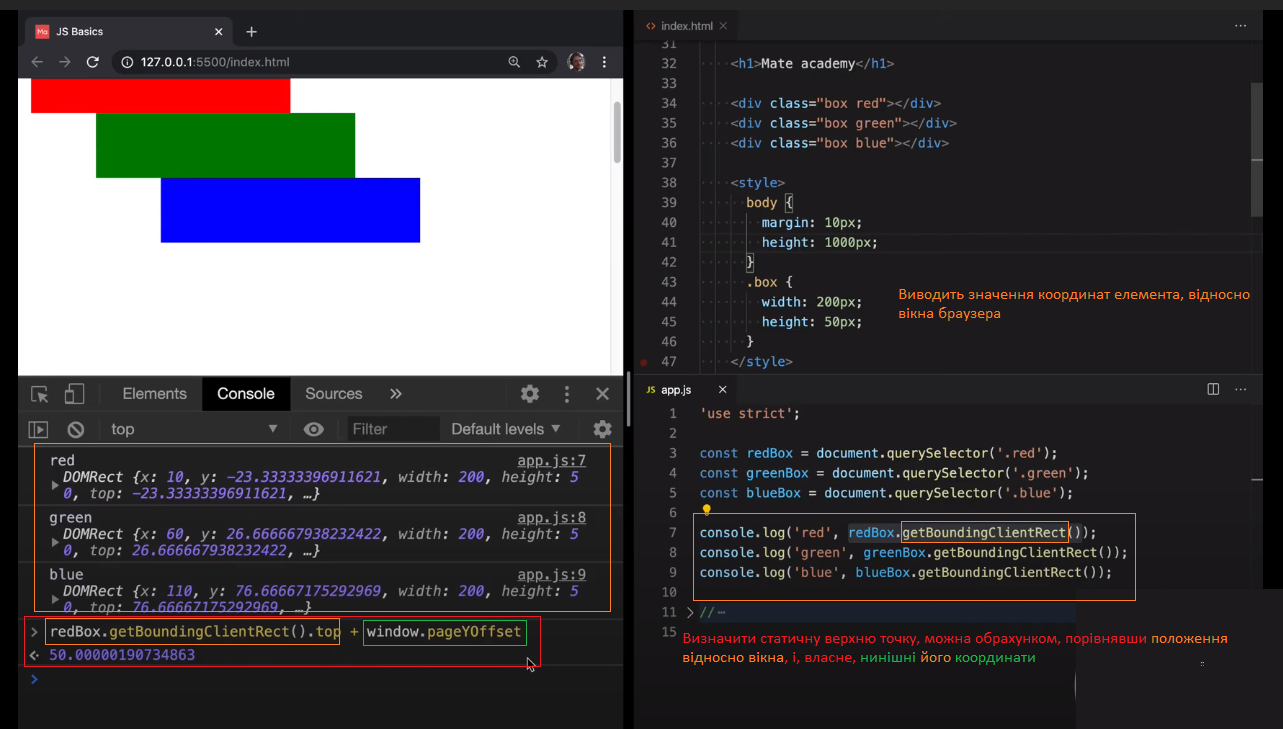 JS Basics
127.0.0.1:5500/index.html
Elements Console Sources »
top Filter Default levels ▼
red app.js:7
DOMRect {x: 10, y: -23.33333396911621, width: 200, height: 5
0, top: -23.33333396911621, …}
green app.js:8
DOMRect {x: 60, y: 26.666667938232422, width: 200, height: 5
0, top: 26.666667938232422, …}
blue app.js:9
DOMRect {x: 110, y: 76.66667175292969, width: 200, height: 5
0, top: 76.66667175292969, …}
> redBox.getBoundingClientRect().top + window.pageYOffset
50.00000190734863
>
<> index.html ×
31
32 <h1>Mate academy</h1>
33
34 <div class="box red"></div>
35 <div class="box green"></div>
36 <div class="box blue"></div>
37
38 <style>
39 body {
40 margin: 10px;
41 height: 1000px;
42 }
43 .box {
44 width: 200px;
45 height: 50px;
46 }
47 </style>
Виводить значення координат елемента, відносно
вікна браузера
JS app.js ×
1 'use strict';
2
3 const redBox = document.querySelector('.red');
4 const greenBox = document.querySelector('.green');
5 const blueBox = document.querySelector('.blue');
6
7 console.log('red', redBox.getBoundingClientRect());
8 console.log('green', greenBox.getBoundingClientRect());
9 console.log('blue', blueBox.getBoundingClientRect());
10
11 > // …
15
Визначити статичну верхню точку, можна обрахунком, порівнявши положення
відносно вікна, і, власне, нинішні його координати